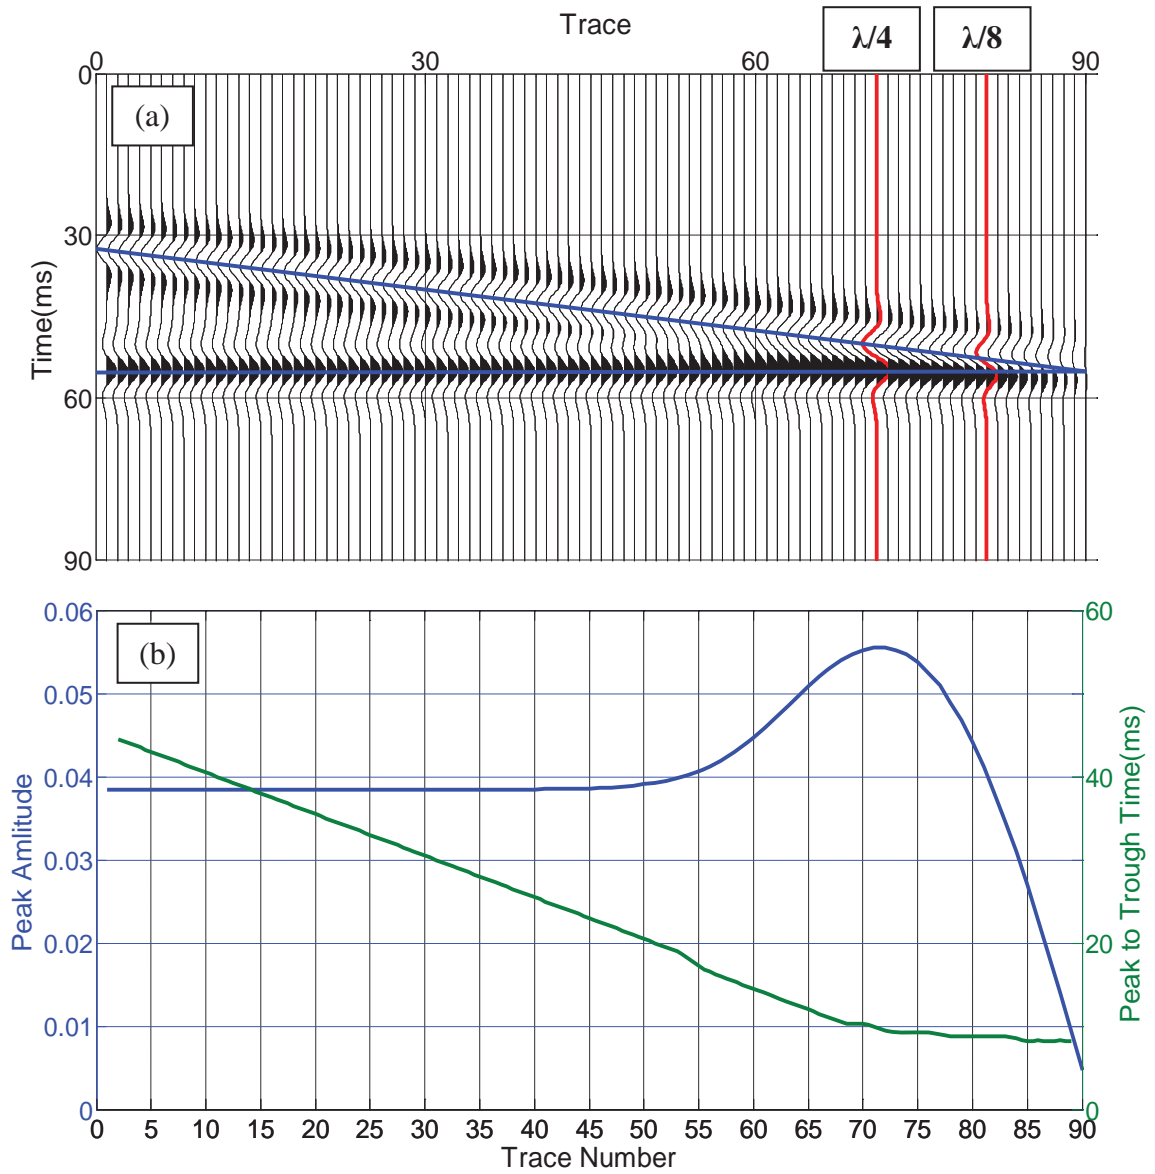 Trace
λ/4 λ/8
0 30 60 90
0
(a)
30
Time(ms)
60
90
0.06 60
(b)
0.05
0.04 40
0.03
0.02 20
0.01
0 0
Peak Amlitude
Peak to Trough Time(ms)
0 5 10 15 20 25 30 35 40 45 50 55 60 65 70 75 80 85 90
Trace Number